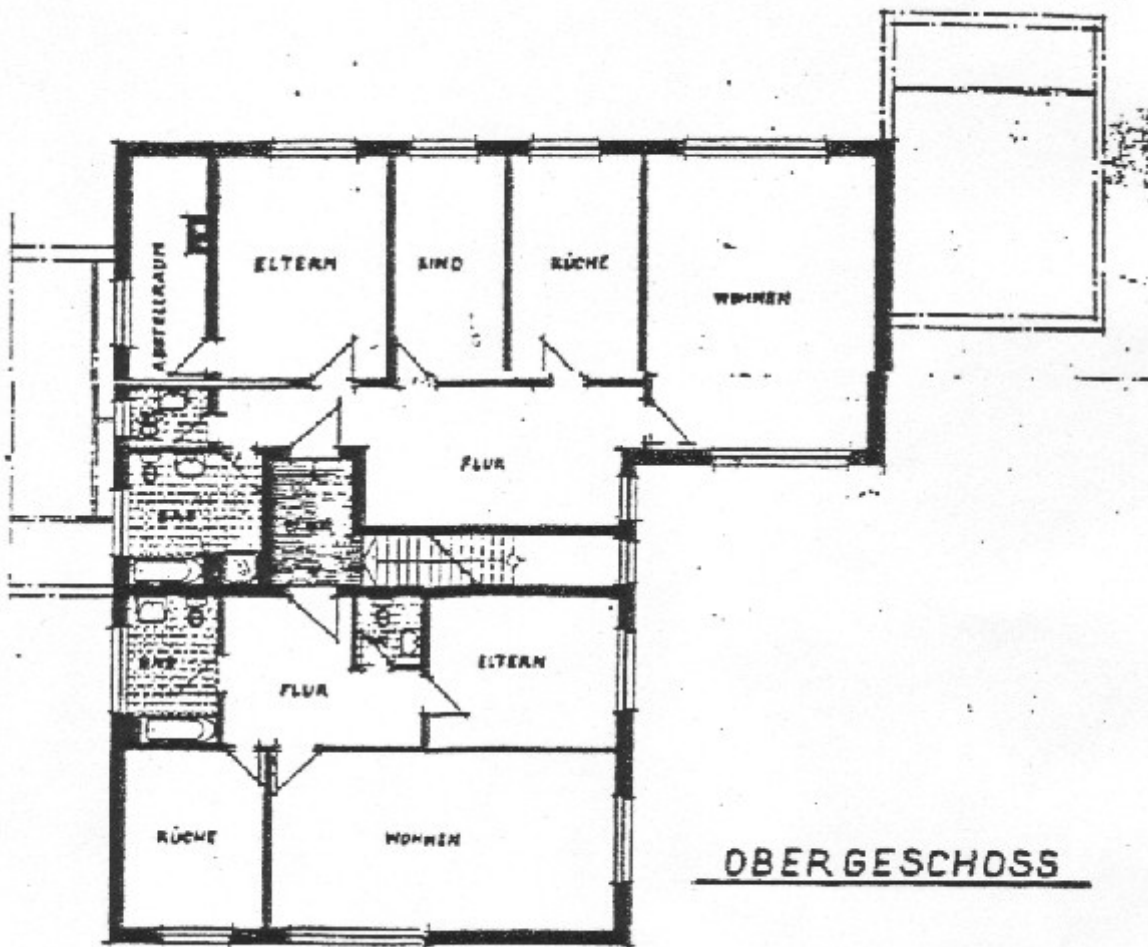 ABSTELLRAUM
ELTERN
KIND
KÜCHE
WOHNEN
FLUR
BAD
BAD
FLUR
ELTERN
KÜCHE
WOHNEN
OBERGESCHOSS